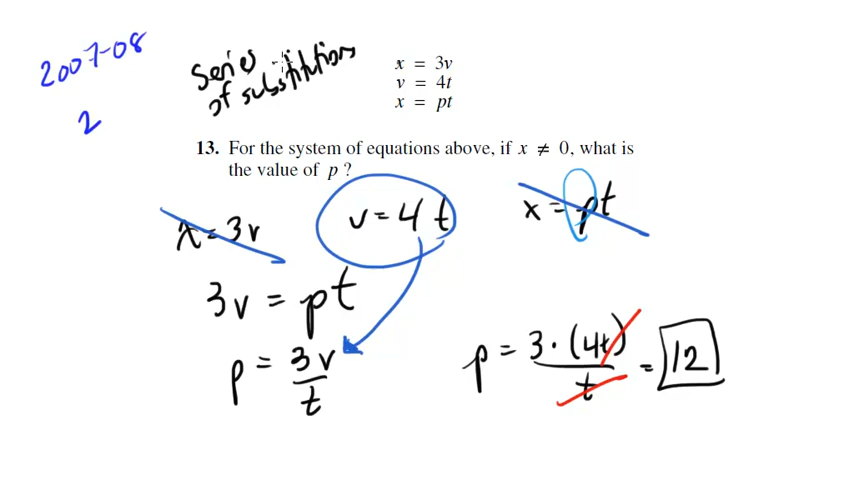 2007-08
2
Series
of substitutions
x = 3v
v = 4t
x = pt
13. For the system of equations above, if x ≠ 0, what is
the value of p ?
x = 3v
v = 4t
x = pt
3v = pt
p = 3v/t
p = 3 · (4t)/t = 12